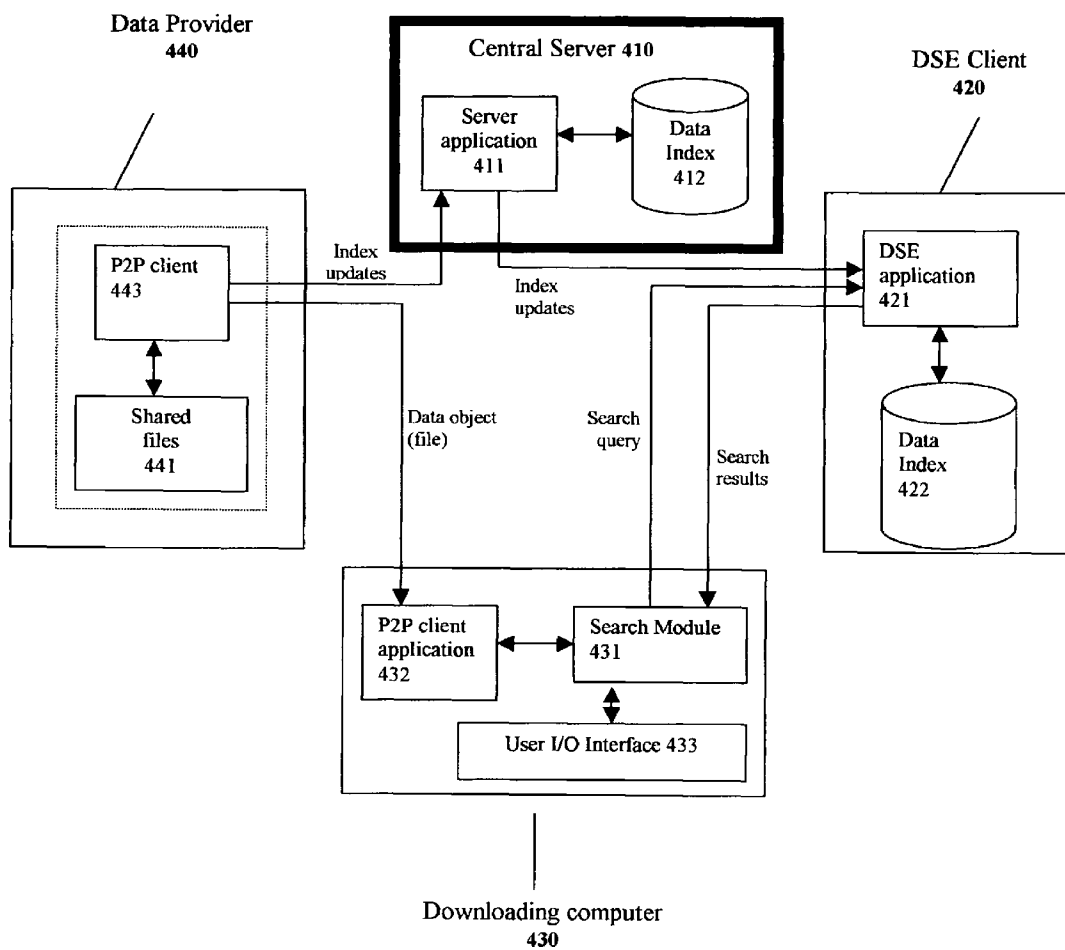 Data Provider
440
Central Server 410
DSE Client
420
Server
application
411
Data
Index
412
P2P client
443
Index
updates
Index
updates
DSE
application
421
Shared
files
441
Data object
(file)
Search
query
Search
results
Data
Index
422
P2P client
application
432
Search Module
431
User I/O Interface 433
Downloading computer
430